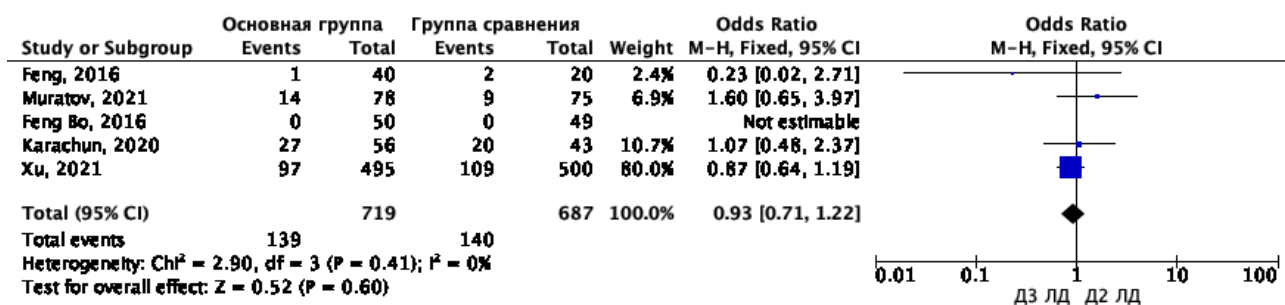 Основная группа Группа сравнения Odds Ratio Odds Ratio
Study or Subgroup Events Total Events Total Weight M-H, Fixed, 95% CI M-H, Fixed, 95% CI
Feng, 2016 1 40 2 20 2.4% 0.23 [0.02, 2.71]
Muratov, 2021 14 78 9 75 6.9% 1.60 [0.65, 3.97]
Feng Bo, 2016 0 50 0 49 Not estimable
Karachun, 2020 27 56 20 43 10.7% 1.07 [0.48, 2.37]
Xu, 2021 97 495 109 500 80.0% 0.87 [0.64, 1.19]
Total (95% CI) 719 687 100.0% 0.93 [0.71, 1.22]
Total events 139 140
Heterogeneity: Chi² = 2.90, df = 3 (P = 0.41); I² = 0%
Test for overall effect: Z = 0.52 (P = 0.60)
0.01 0.1 1 10 100
Д3 ЛД Д2 ЛД